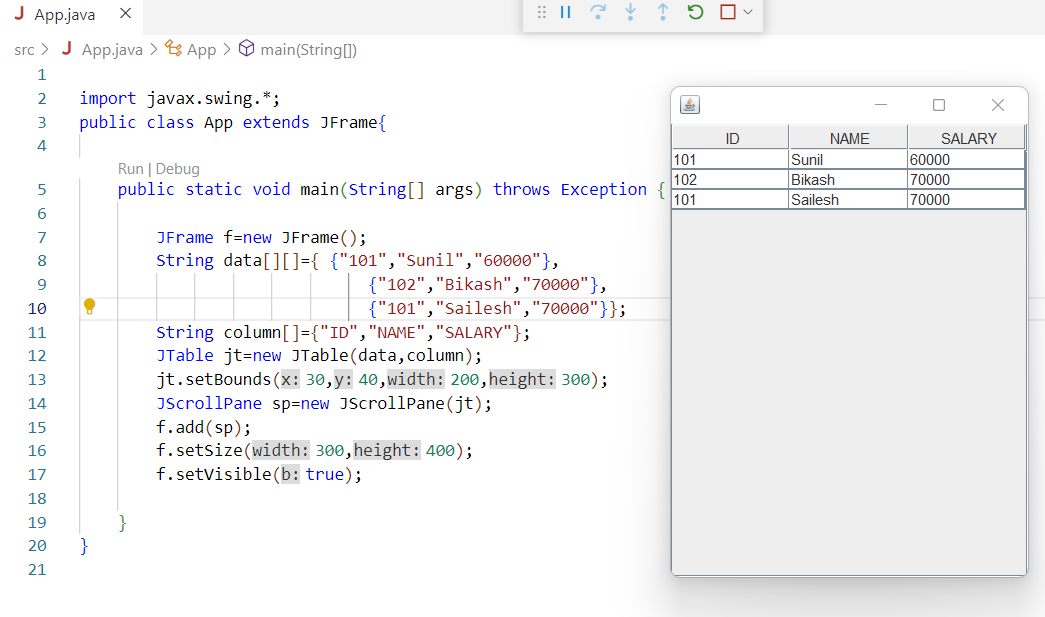 J App.java
src > J App.java > App > main(String[])
1
2 import javax.swing.*;
3 public class App extends JFrame{
4
Run | Debug
5 public static void main(String[] args) throws Exception {
6
7 JFrame f=new JFrame();
8 String data[][]={ {"101","Sunil","60000"},
9 {"102","Bikash","70000"},
10 {"101","Sailesh","70000"}};
11 String column[]={"ID","NAME","SALARY"};
12 JTable jt=new JTable(data,column);
13 jt.setBounds(x: 30,y: 40,width: 200,height: 300);
14 JScrollPane sp=new JScrollPane(jt);
15 f.add(sp);
16 f.setSize(width: 300,height: 400);
17 f.setVisible(b: true);
18
19 }
20 }
21
ID NAME SALARY
101 Sunil 60000
102 Bikash 70000
101 Sailesh 70000